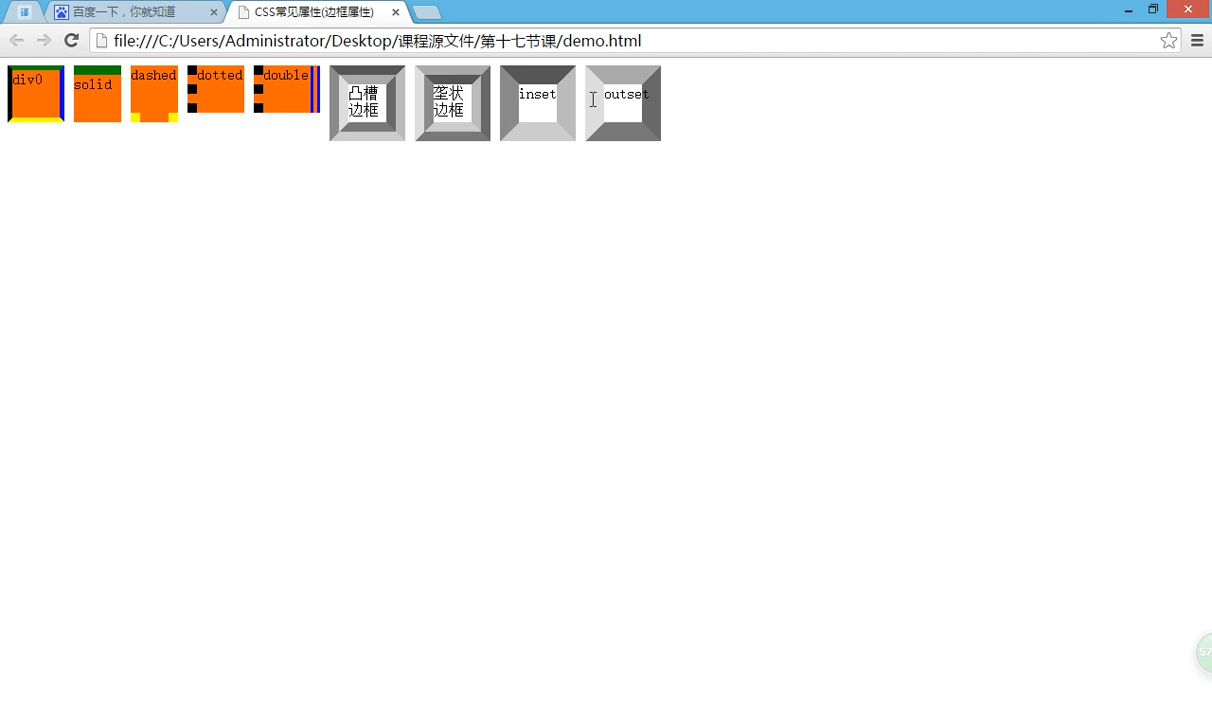 译
百度一下，你就知道
CSS常见属性(边框属性)
file:///C:/Users/Administrator/Desktop/课程源文件/第十七节课/demo.html
div0
solid
dashed
dotted
double
凸槽
边框
垄状
边框
inset
outset
57